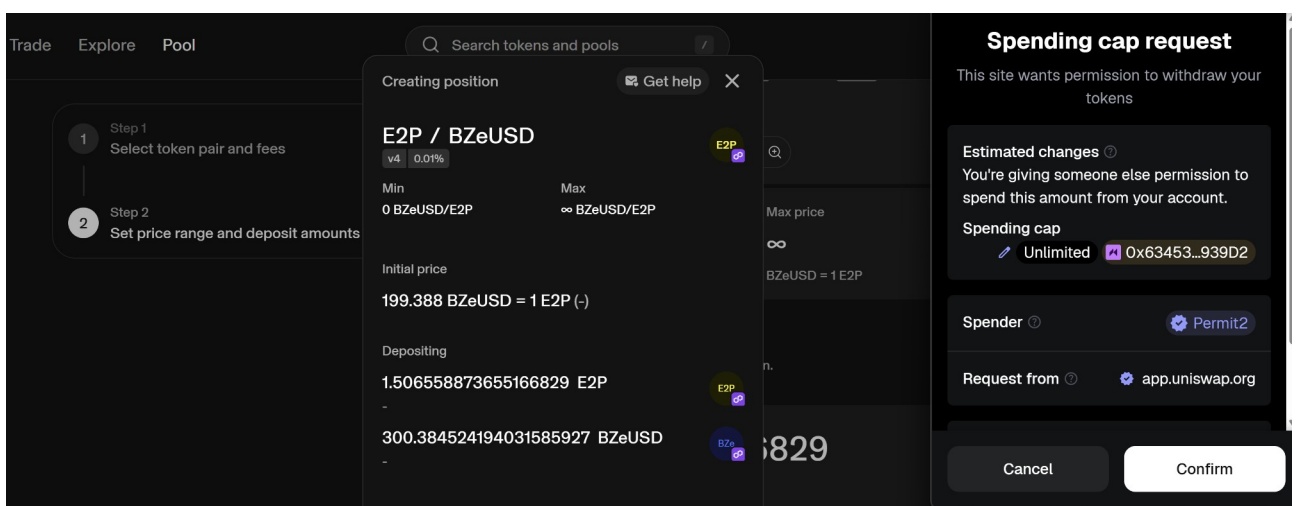 Trade Explore Pool
Search tokens and pools /
1
Step 1
Select token pair and fees
2
Step 2
Set price range and deposit amounts
Creating position Get help
E2P / BZeUSD E2P
v4 0.01%
Min Max
0 BZeUSD/E2P ∞ BZeUSD/E2P
Initial price
199.388 BZeUSD = 1 E2P (-)
Depositing
1.506558873655166829 E2P E2P
-
300.384524194031585927 BZeUSD BZe
-
Max price
∞
BZeUSD = 1 E2P
n.
6829
Spending cap request
This site wants permission to withdraw your
tokens
Estimated changes
You're giving someone else permission to
spend this amount from your account.
Spending cap
Unlimited 0x63453...939D2
Spender Permit2
Request from app.uniswap.org
Cancel Confirm